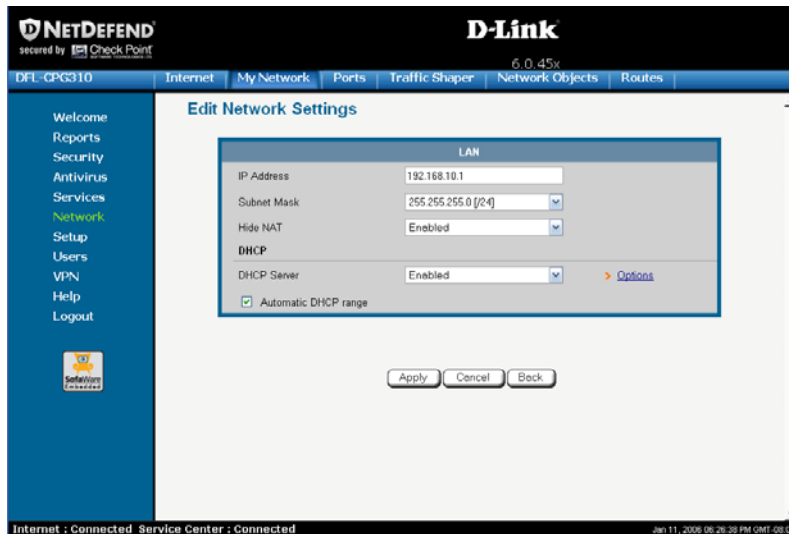 NETDEFEND
secured by Check Point
D-Link
6.0.45x
DFL-CPG310
Internet My Network Ports Traffic Shaper Network Objects Routes
Welcome
Reports
Security
Antivirus
Services
Network
Setup
Users
VPN
Help
Logout
SofaWare
Embedded
Edit Network Settings
LAN
IP Address 192.168.10.1
Subnet Mask 255.255.255.0 [/24]
Hide NAT Enabled
DHCP
DHCP Server Enabled Options
Automatic DHCP range
Apply Cancel Back
Internet : Connected Service Center : Connected
Jan 11, 2006 06:26:38 PM GMT-08:0